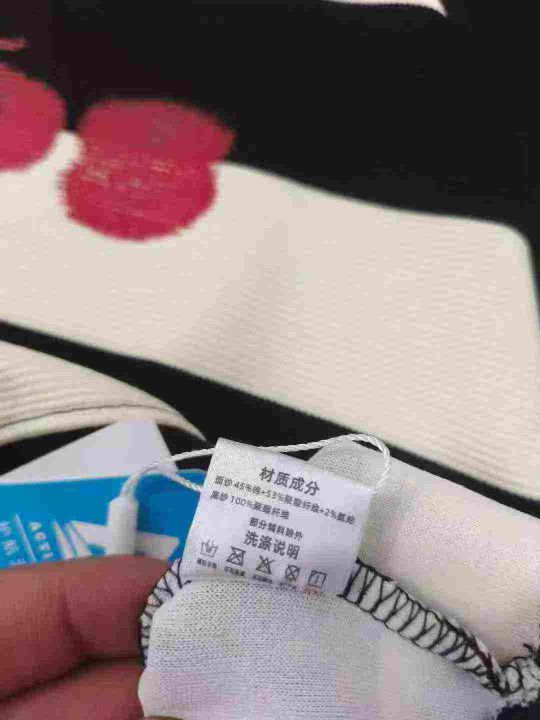 材质成分
面纱 45%棉+53%聚酯纤维+2%氨纶
底纱 100%聚酯纤维
部分辅料除外
洗涤说明
ACTI